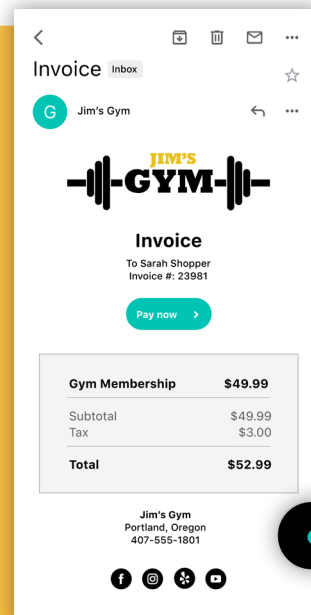 Invoice Inbox
G Jim's Gym
JIM'S
GYM
Invoice
To Sarah Shopper
Invoice #: 23981
Pay now
Gym Membership $49.99
Subtotal $49.99
Tax $3.00
Total $52.99
Jim's Gym
Portland, Oregon
407-555-1801